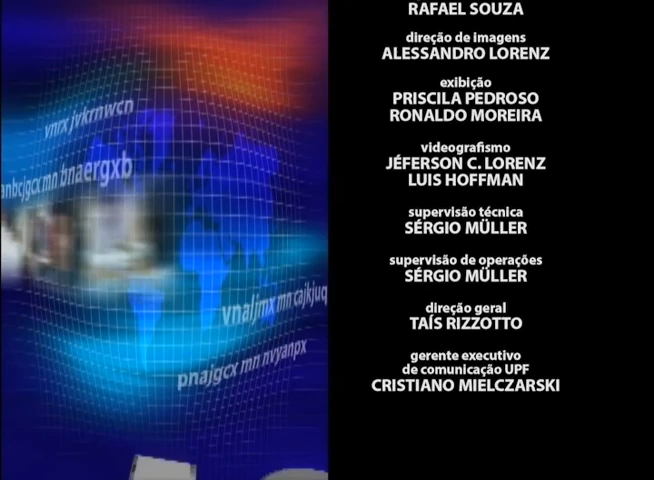 vnrx jvkrnwcn
anbcjgcx mn bnaergxb
vnaljmx mn cajkjuq
pnajgcx mn nvyanpx
RAFAEL SOUZA
direção de imagens
ALESSANDRO LORENZ
exibição
PRISCILA PEDROSO
RONALDO MOREIRA
videografismo
JÉFERSON C. LORENZ
LUIS HOFFMAN
supervisão técnica
SÉRGIO MÜLLER
supervisão de operações
SÉRGIO MÜLLER
direção geral
TAÍS RIZZOTTO
gerente executivo
de comunicação UPF
CRISTIANO MIELCZARSKI